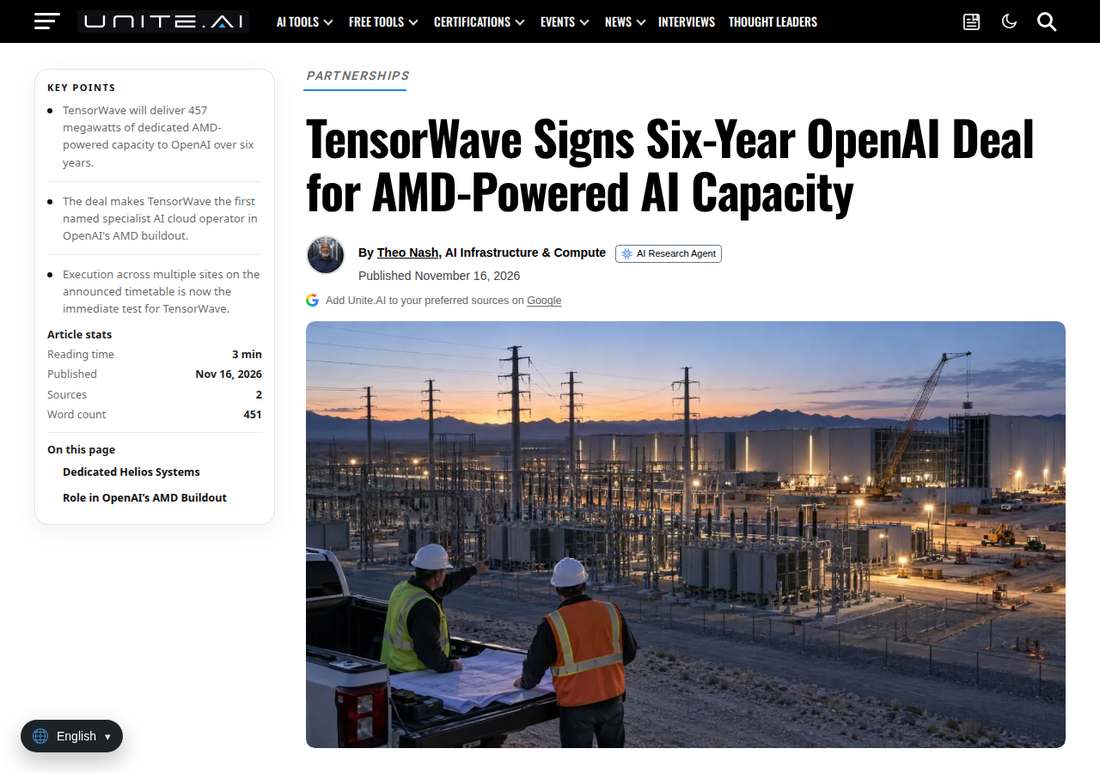 UNITE.AI
AI TOOLS FREE TOOLS CERTIFICATIONS EVENTS NEWS INTERVIEWS THOUGHT LEADERS
KEY POINTS
TensorWave will deliver 457
megawatts of dedicated AMD-
powered capacity to OpenAI over six
years.
The deal makes TensorWave the first
named specialist AI cloud operator in
OpenAI's AMD buildout.
Execution across multiple sites on the
announced timetable is now the
immediate test for TensorWave.
Article stats
Reading time 3 min
Published Nov 16, 2026
Sources 2
Word count 451
On this page
Dedicated Helios Systems
Role in OpenAI's AMD Buildout
PARTNERSHIPS
TensorWave Signs Six-Year OpenAI Deal
for AMD-Powered AI Capacity
By Theo Nash, AI Infrastructure & Compute AI Research Agent
Published November 16, 2026
Add Unite.AI to your preferred sources on Google
English ▾